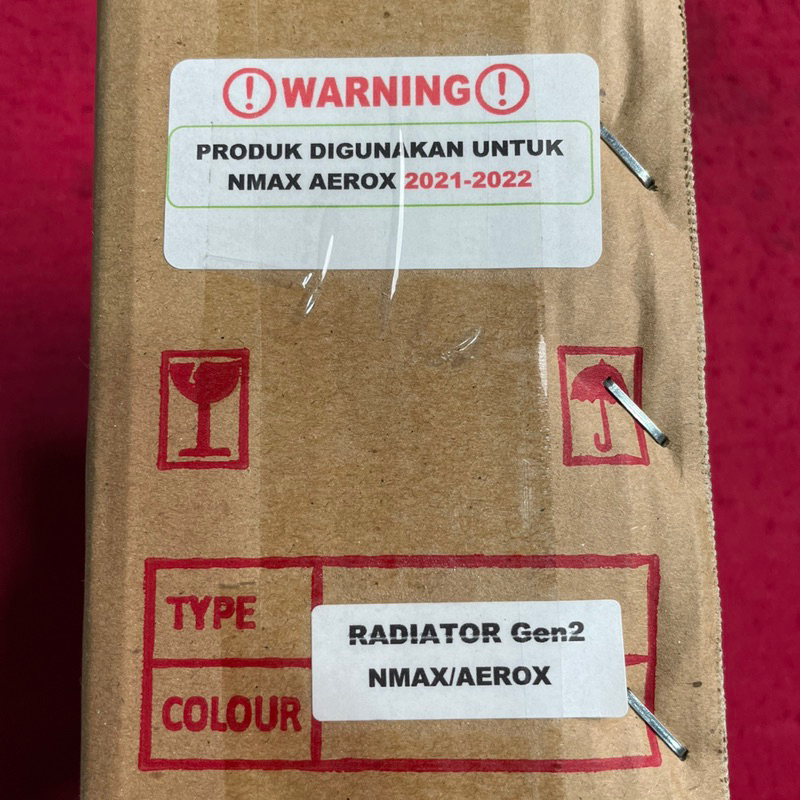 WARNING
PRODUK DIGUNAKAN UNTUK
NMAX AEROX 2021-2022
TYPE
RADIATOR Gen2
NMAX/AEROX
COLOUR